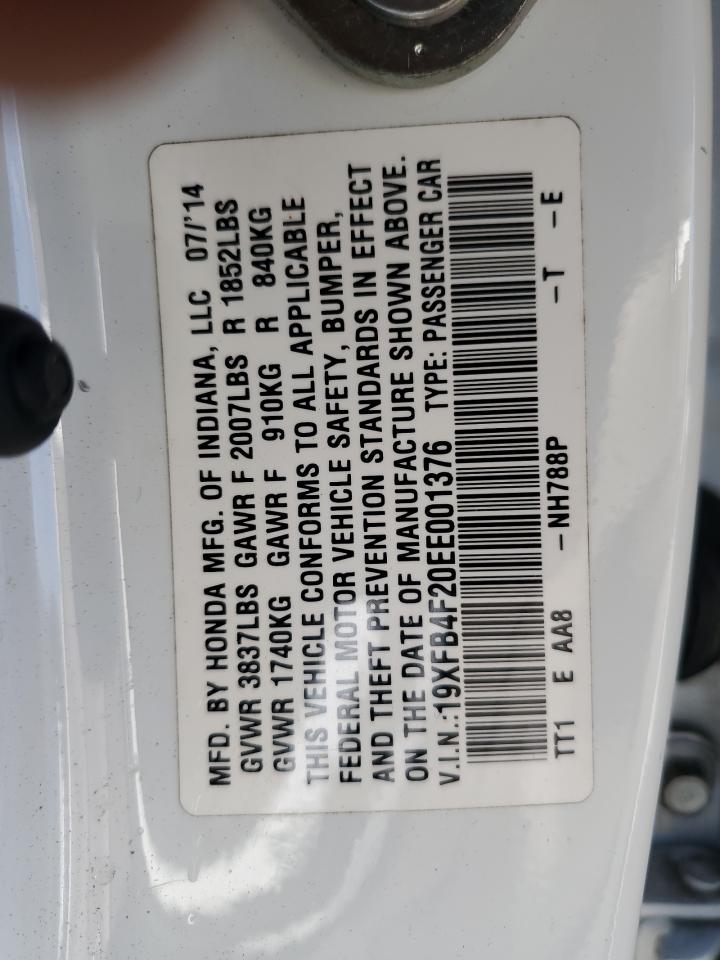 MFD. BY HONDA MFG. OF INDIANA, LLC 07/'14
GVWR 3837LBS GAWR F 2007LBS R 1852LBS
GVWR 1740KG GAWR F 910KG R 840KG
THIS VEHICLE CONFORMS TO ALL APPLICABLE
FEDERAL MOTOR VEHICLE SAFETY, BUMPER,
AND THEFT PREVENTION STANDARDS IN EFFECT
ON THE DATE OF MANUFACTURE SHOWN ABOVE.
V.I.N.:19XFB4F20EE001376 TYPE: PASSENGER CAR
TT1 E AA8 -NH788P -T -E